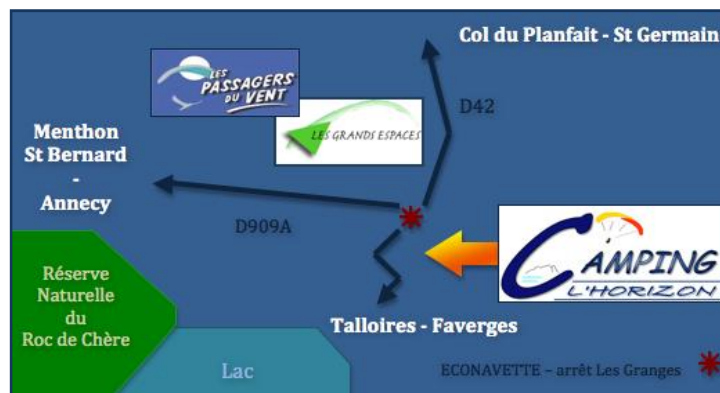 Col du Planfait - St Germain
LES
PASSAGERS
DU VENT
D42
LES GRANDS ESPACES
Menthon
St Bernard
-
Annecy
D909A
CAMPING
L'HORIZON
Réserve
Naturelle
du
Roc de Chère
Talloires - Faverges
Lac
ECONAVETTE – arrêt Les Granges